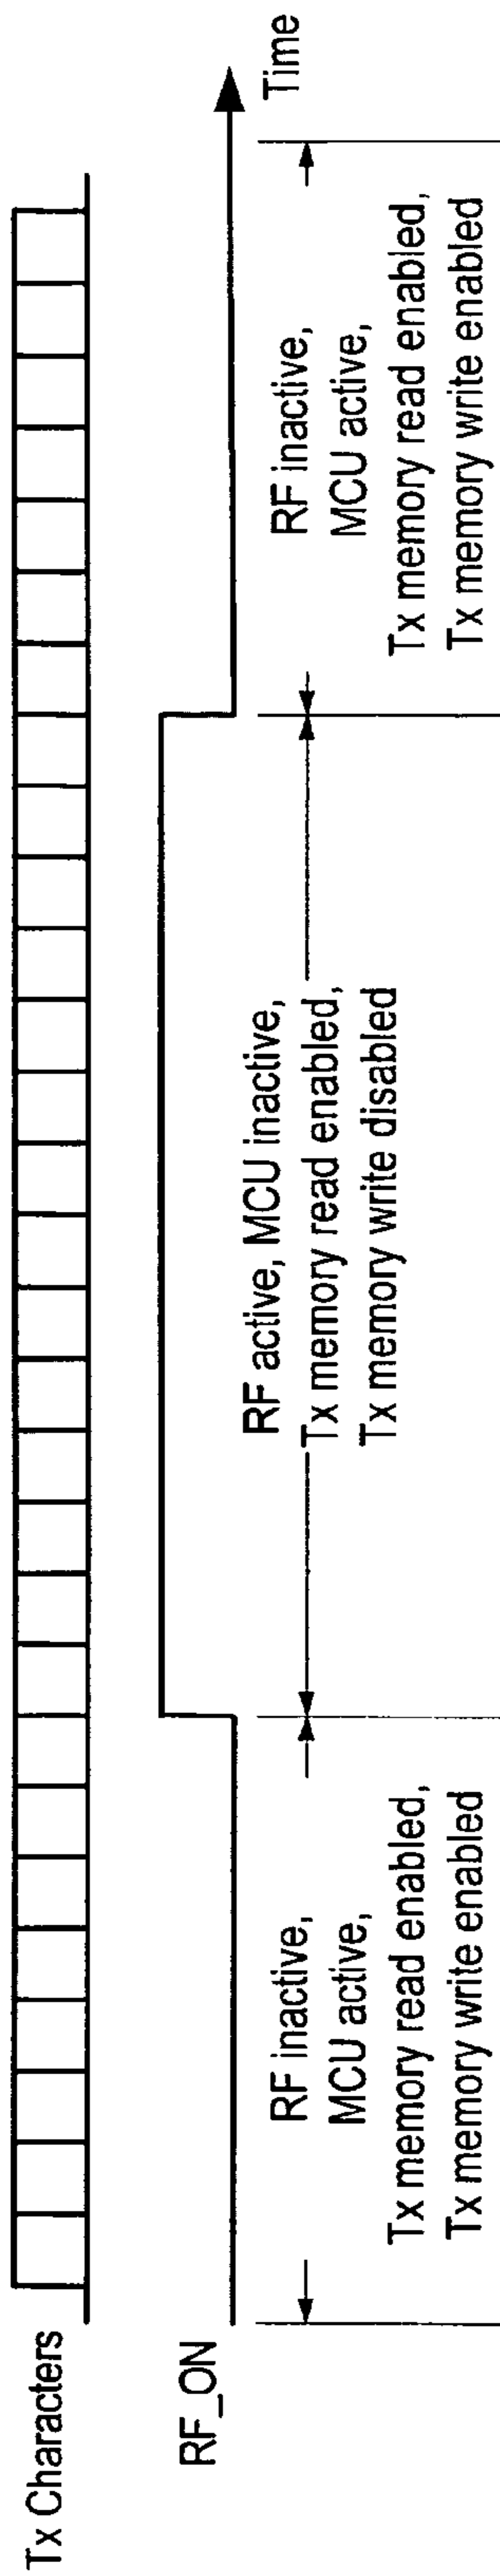 Tx Characters
RF_ON
Time
RF inactive,
MCU active,
Tx memory read enabled,
Tx memory write enabled
RF active, MCU inactive,
Tx memory read enabled,
Tx memory write disabled
RF inactive,
MCU active,
Tx memory read enabled,
Tx memory write enabled